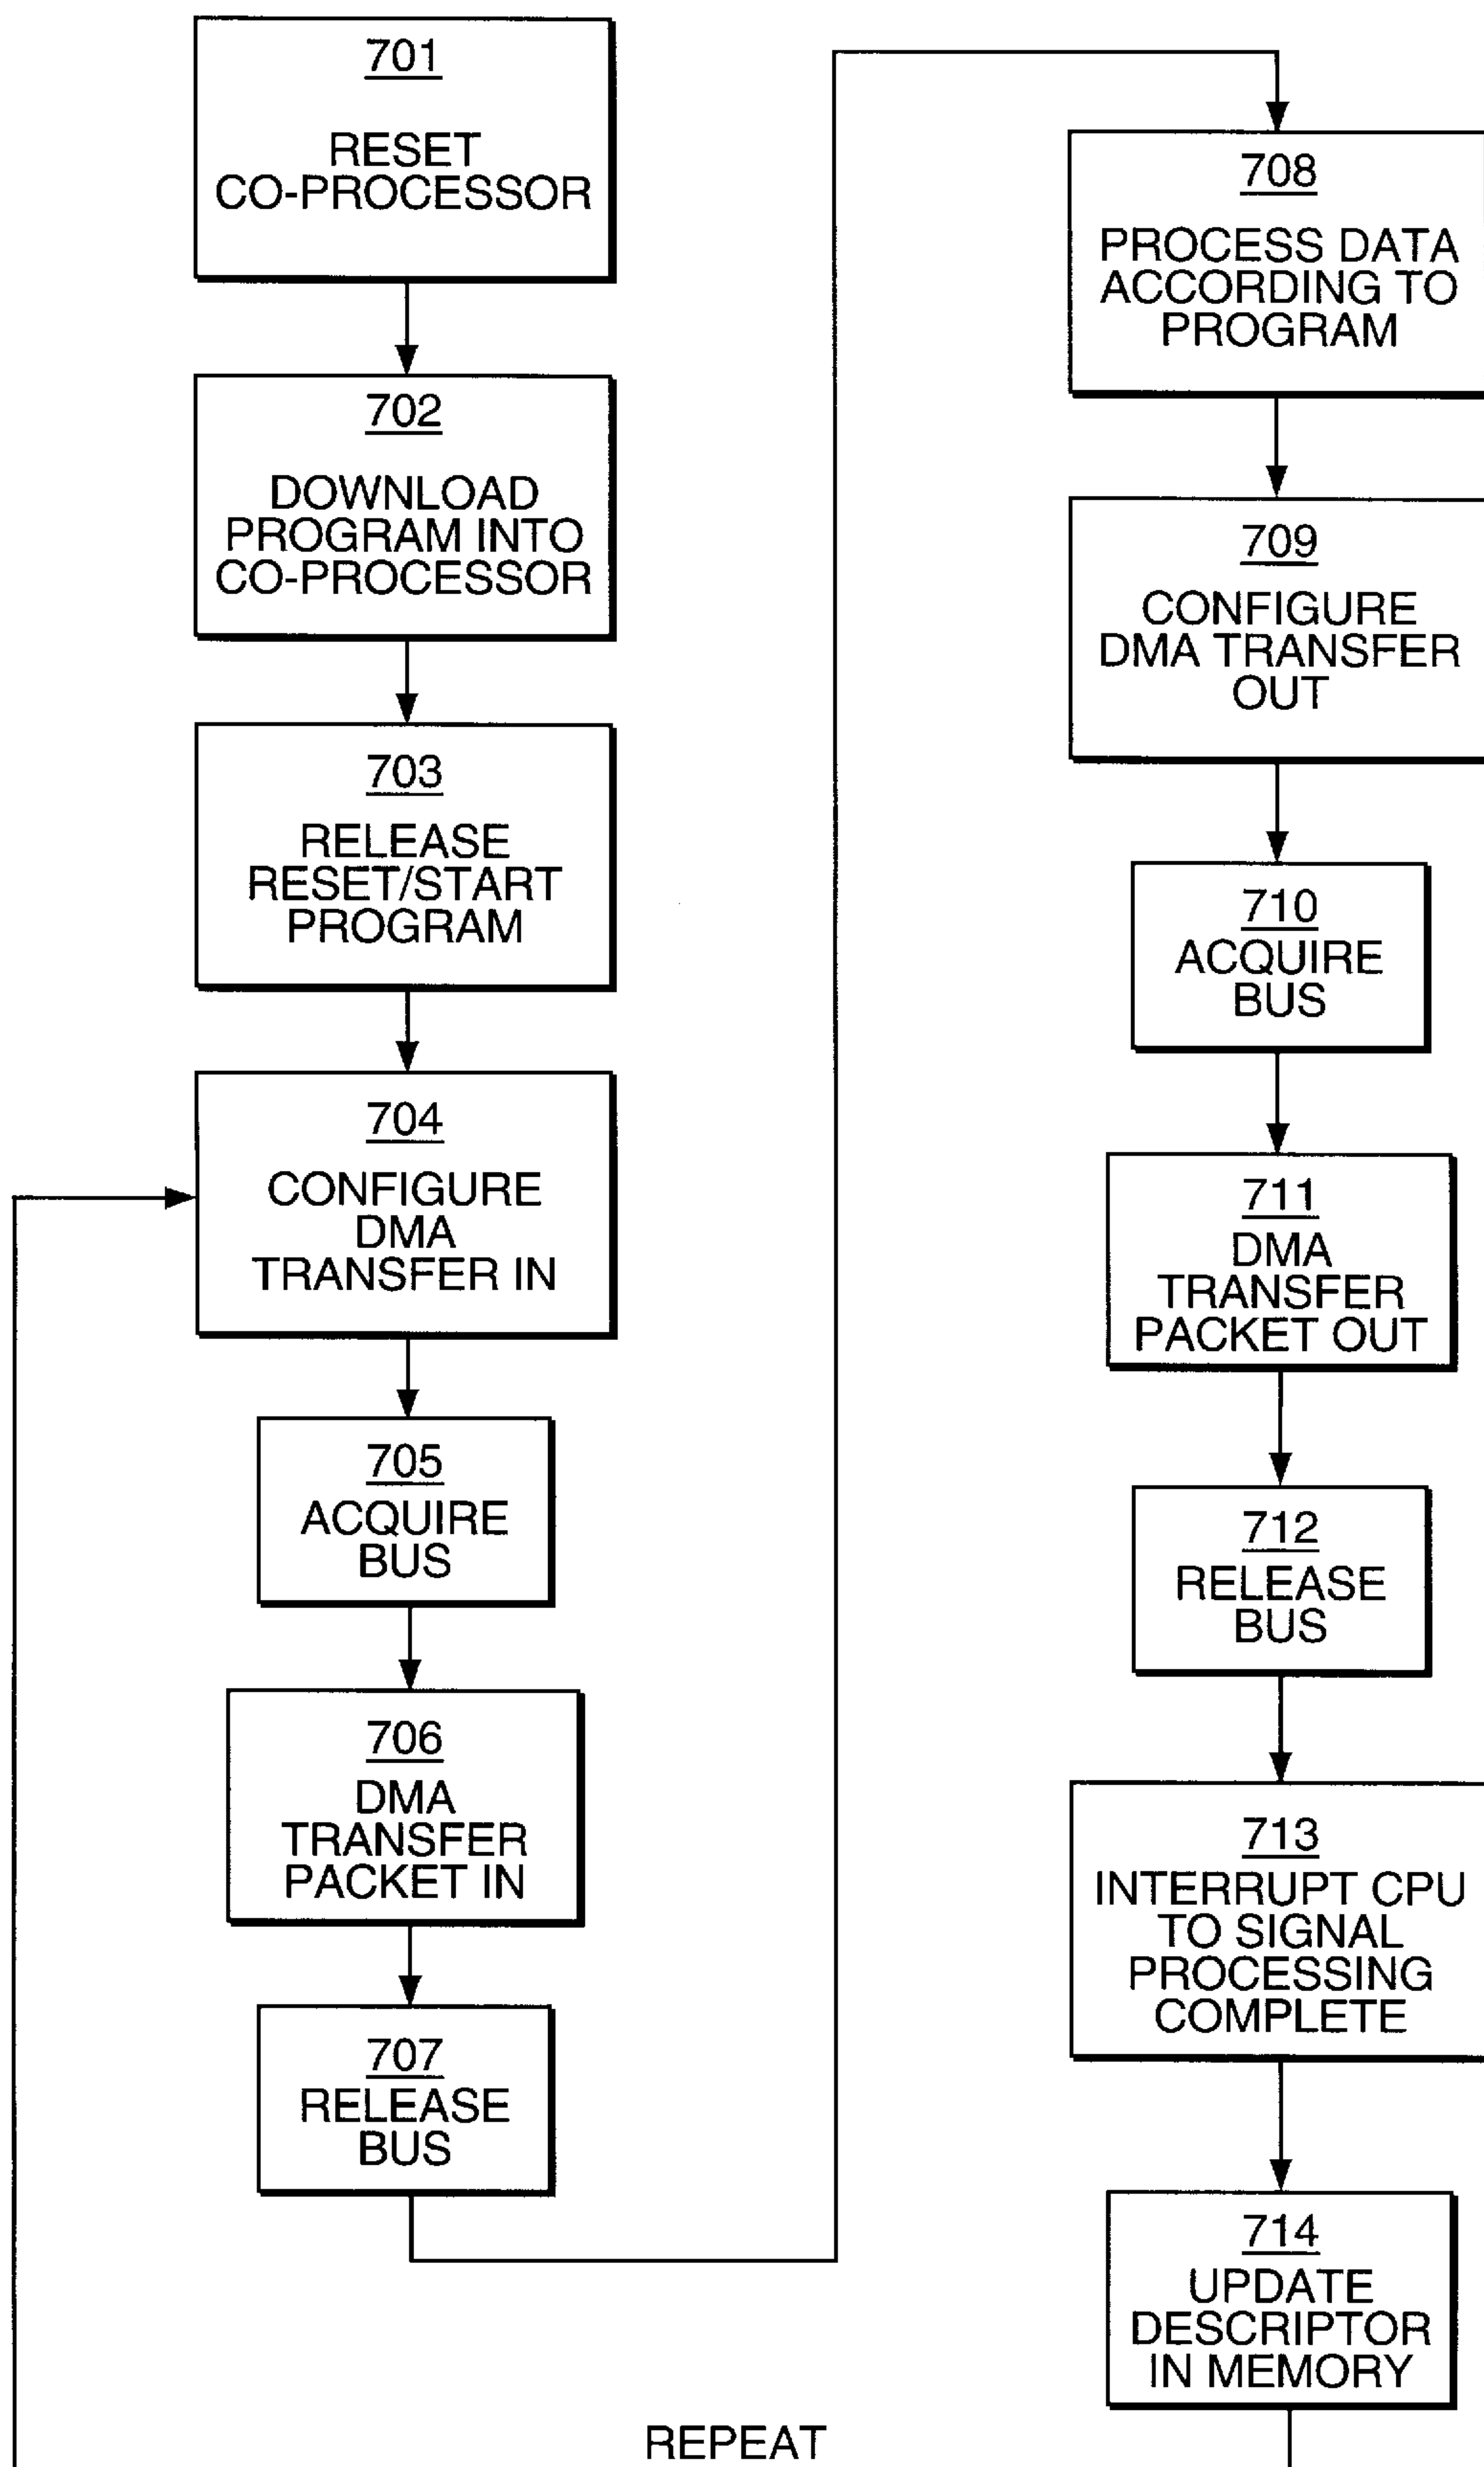 701
RESET
CO-PROCESSOR
702
DOWNLOAD
PROGRAM INTO
CO-PROCESSOR
703
RELEASE
RESET/START
PROGRAM
704
CONFIGURE
DMA
TRANSFER IN
705
ACQUIRE
BUS
706
DMA
TRANSFER
PACKET IN
707
RELEASE
BUS
708
PROCESS DATA
ACCORDING TO
PROGRAM
709
CONFIGURE
DMA TRANSFER
OUT
710
ACQUIRE
BUS
711
DMA
TRANSFER
PACKET OUT
712
RELEASE
BUS
713
INTERRUPT CPU
TO SIGNAL
PROCESSING
COMPLETE
714
UPDATE
DESCRIPTOR
IN MEMORY
REPEAT